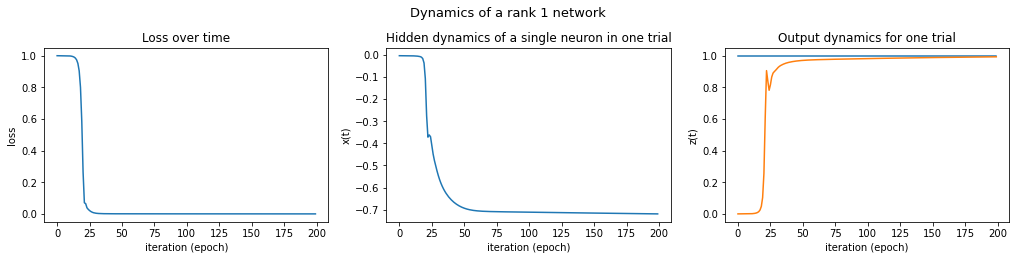 Dynamics of a rank 1 network
Loss over time
1.0
0.8
0.6
0.4
0.2
0.0
loss
0 25 50 75 100 125 150 175 200
iteration (epoch)
Hidden dynamics of a single neuron in one trial
0.0
−0.1
−0.2
−0.3
−0.4
−0.5
−0.6
−0.7
x(t)
0 25 50 75 100 125 150 175 200
iteration (epoch)
Output dynamics for one trial
1.0
0.8
0.6
0.4
0.2
0.0
z(t)
0 25 50 75 100 125 150 175 200
iteration (epoch)